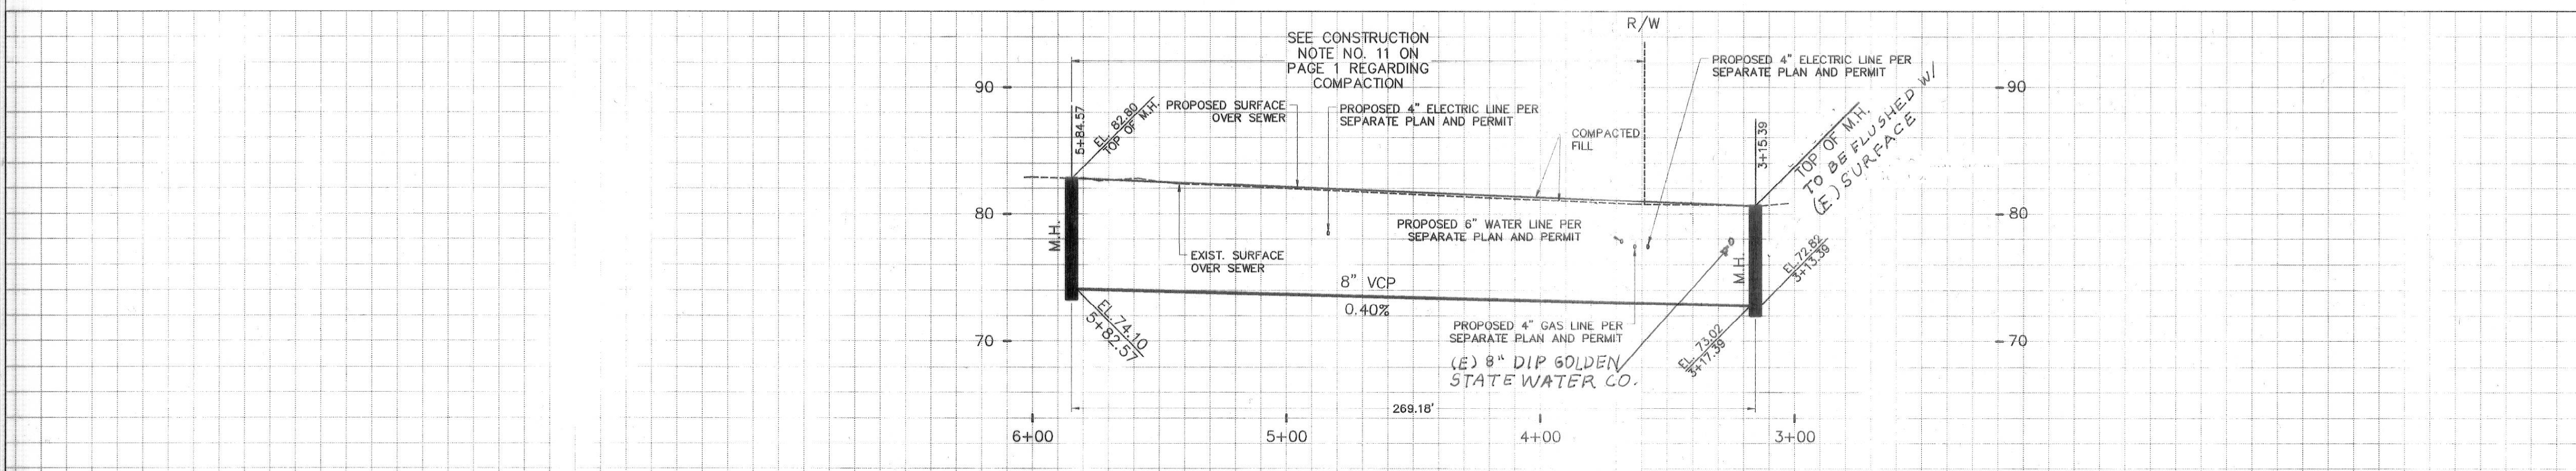 R/W
SEE CONSTRUCTION
NOTE NO. 11 ON
PAGE 1 REGARDING
COMPACTION
PROPOSED 4" ELECTRIC LINE PER
SEPARATE PLAN AND PERMIT
90
90
5+84.57
EL. 82.80
TOP OF M.H.
PROPOSED SURFACE
OVER SEWER
PROPOSED 4" ELECTRIC LINE PER
SEPARATE PLAN AND PERMIT
COMPACTED
FILL
3+15.39
TOP OF M.H.
TO BE FLUSHED W/
(E) SURFACE
80
80
M.H.
PROPOSED 6" WATER LINE PER
SEPARATE PLAN AND PERMIT
EXIST. SURFACE
OVER SEWER
M.H.
EL.72.82
3+13.39
8" VCP
0.40%
EL.74.10
5+82.57
PROPOSED 4" GAS LINE PER
SEPARATE PLAN AND PERMIT
EL. 73.02
3+17.39
70
70
(E) 8" DIP GOLDEN
STATE WATER CO.
269.18'
6+00
5+00
4+00
3+00